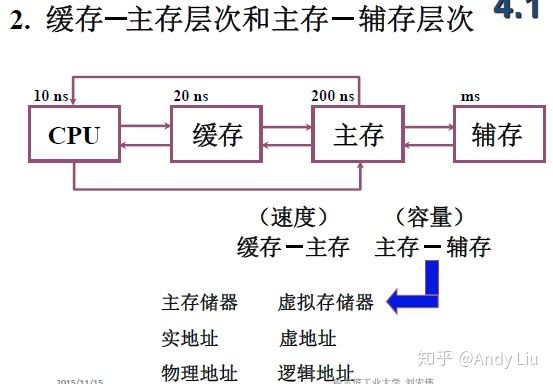 2. 缓存—主存层次和主存—辅存层次 4.1
10 ns 20 ns 200 ns ms
CPU 缓存 主存 辅存
（速度） （容量）
缓存—主存 主存—辅存
主存储器 虚拟存储器
实地址 虚地址
物理地址 逻辑地址
知乎 @Andy Liu
2015/11/15 哈尔滨工业大学 刘宏伟